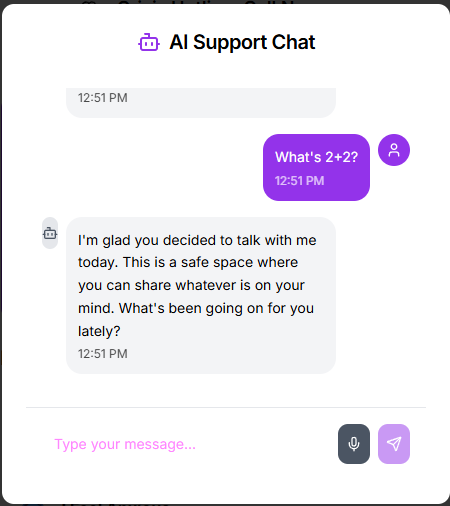 AI Support Chat
12:51 PM
What's 2+2?
12:51 PM
I'm glad you decided to talk with me
today. This is a safe space where
you can share whatever is on your
mind. What's been going on for you
lately?
12:51 PM
Type your message...